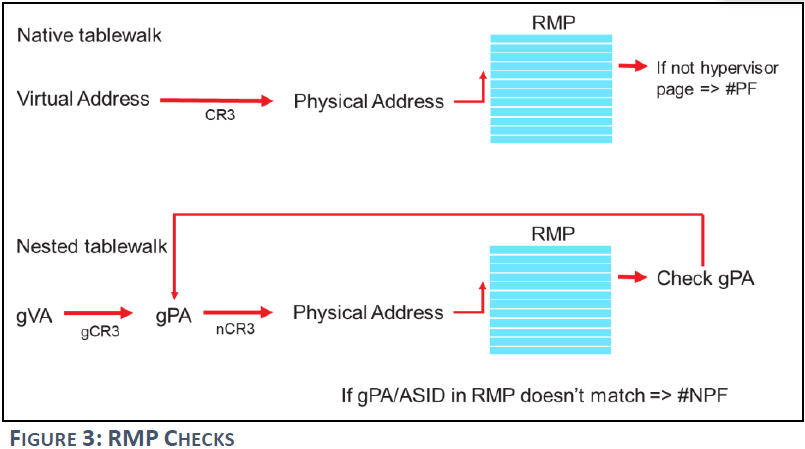 Native tablewalk
RMP
Virtual Address
CR3
Physical Address
If not hypervisor
page => #PF
Nested tablewalk
RMP
gVA
gCR3
gPA
nCR3
Physical Address
Check gPA
If gPA/ASID in RMP doesn’t match => #NPF
FIGURE 3: RMP CHECKS